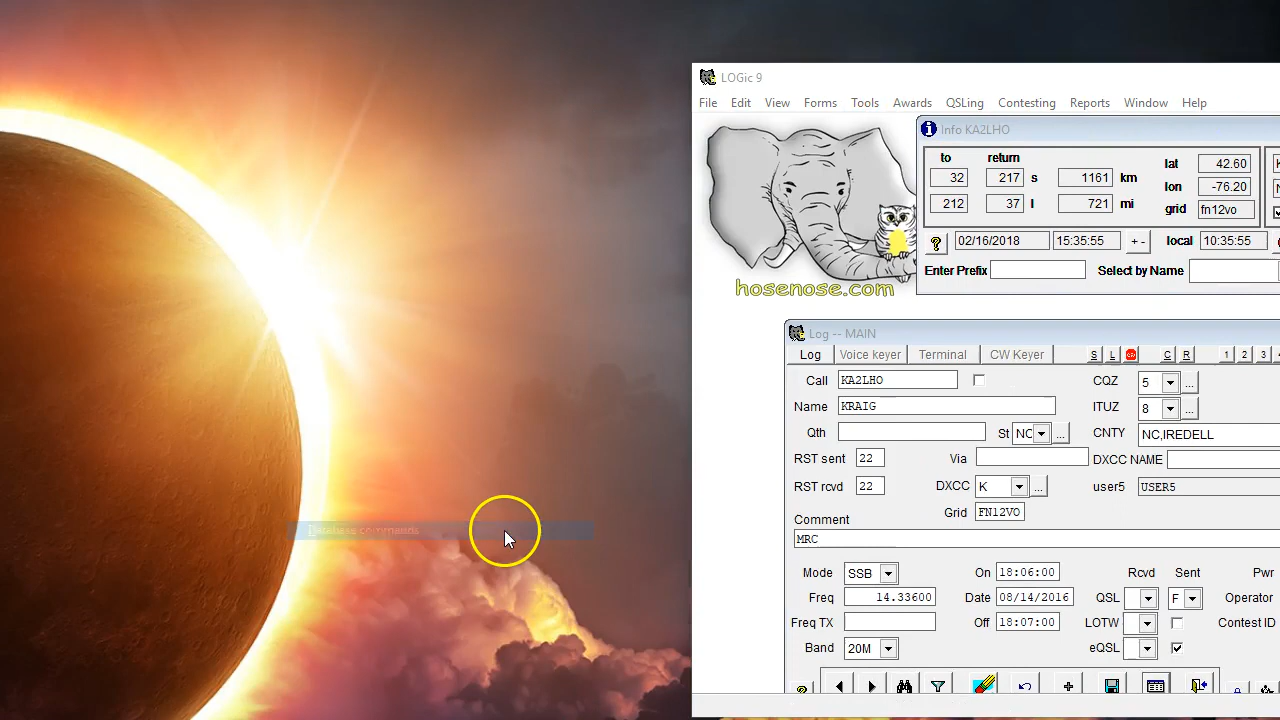 LOGic 9
File Edit View Forms Tools Awards QSLing Contesting Reports Window Help
hosenose.com
Info KA2LHO
to return lat 42.60
32 217 s 1161 km lon -76.20
212 37 l 721 mi grid fn12vo
? 02/16/2018 15:35:55 + - local 10:35:55
Enter Prefix Select by Name
Database commands
Log -- MAIN
Log Voice keyer Terminal CW Keyer S L C R 1 2 3
Call KA2LHO CQZ 5 ...
Name KRAIG ITUZ 8 ...
Qth St NC ... CNTY NC,IREDELL
RST sent 22 Via DXCC NAME
RST rcvd 22 DXCC K ... user5 USER5
Grid FN12VO
Comment
MRC
Mode SSB On 18:06:00 Rcvd Sent Pwr
Freq 14.33600 Date 08/14/2016 QSL F Operator
Freq TX Off 18:07:00 LOTW Contest ID
Band 20M eQSL